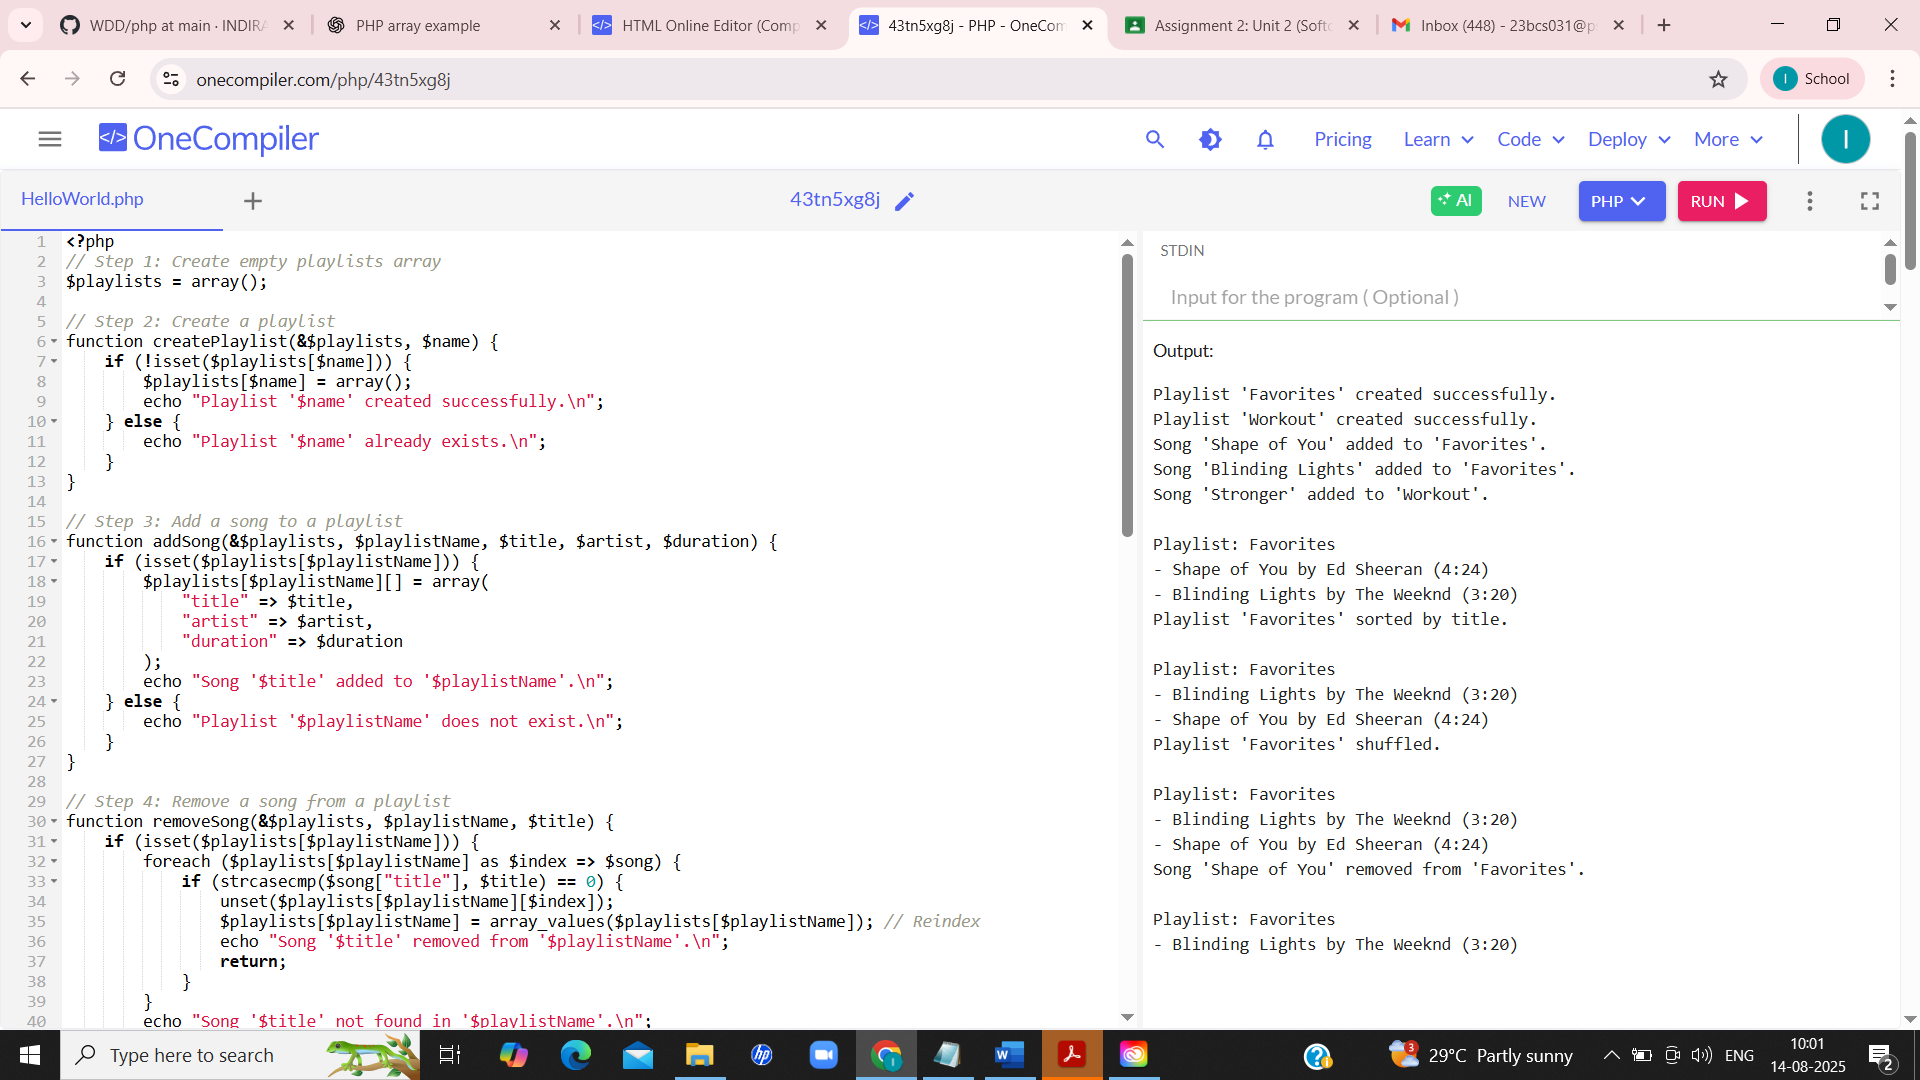 WDD/php at main · INDIRA
PHP array example
HTML Online Editor (Comp
43tn5xg8j - PHP - OneCom
Assignment 2: Unit 2 (Softc
Inbox (448) - 23bcs031@p
onecompiler.com/php/43tn5xg8j
I School
</> OneCompiler
Pricing Learn Code Deploy More I
HelloWorld.php
43tn5xg8j
AI NEW PHP RUN
1 <?php
2 // Step 1: Create empty playlists array
3 $playlists = array();
4
5 // Step 2: Create a playlist
6 function createPlaylist(&$playlists, $name) {
7     if (!isset($playlists[$name])) {
8         $playlists[$name] = array();
9         echo "Playlist '$name' created successfully.\n";
10     } else {
11         echo "Playlist '$name' already exists.\n";
12     }
13 }
14
15 // Step 3: Add a song to a playlist
16 function addSong(&$playlists, $playlistName, $title, $artist, $duration) {
17     if (isset($playlists[$playlistName])) {
18         $playlists[$playlistName][] = array(
19             "title" => $title,
20             "artist" => $artist,
21             "duration" => $duration
22         );
23         echo "Song '$title' added to '$playlistName'.\n";
24     } else {
25         echo "Playlist '$playlistName' does not exist.\n";
26     }
27 }
28
29 // Step 4: Remove a song from a playlist
30 function removeSong(&$playlists, $playlistName, $title) {
31     if (isset($playlists[$playlistName])) {
32         foreach ($playlists[$playlistName] as $index => $song) {
33             if (strcasecmp($song["title"], $title) == 0) {
34                 unset($playlists[$playlistName][$index]);
35                 $playlists[$playlistName] = array_values($playlists[$playlistName]); // Reindex
36                 echo "Song '$title' removed from '$playlistName'.\n";
37                 return;
38             }
39         }
40         echo "Song '$title' not found in '$playlistName'.\n";
STDIN
Input for the program ( Optional )
Output:
Playlist 'Favorites' created successfully.
Playlist 'Workout' created successfully.
Song 'Shape of You' added to 'Favorites'.
Song 'Blinding Lights' added to 'Favorites'.
Song 'Stronger' added to 'Workout'.
Playlist: Favorites
- Shape of You by Ed Sheeran (4:24)
- Blinding Lights by The Weeknd (3:20)
Playlist 'Favorites' sorted by title.
Playlist: Favorites
- Blinding Lights by The Weeknd (3:20)
- Shape of You by Ed Sheeran (4:24)
Playlist 'Favorites' shuffled.
Playlist: Favorites
- Blinding Lights by The Weeknd (3:20)
- Shape of You by Ed Sheeran (4:24)
Song 'Shape of You' removed from 'Favorites'.
Playlist: Favorites
- Blinding Lights by The Weeknd (3:20)
Type here to search
hp
3
29°C Partly sunny
ENG
10:01
14-08-2025
2